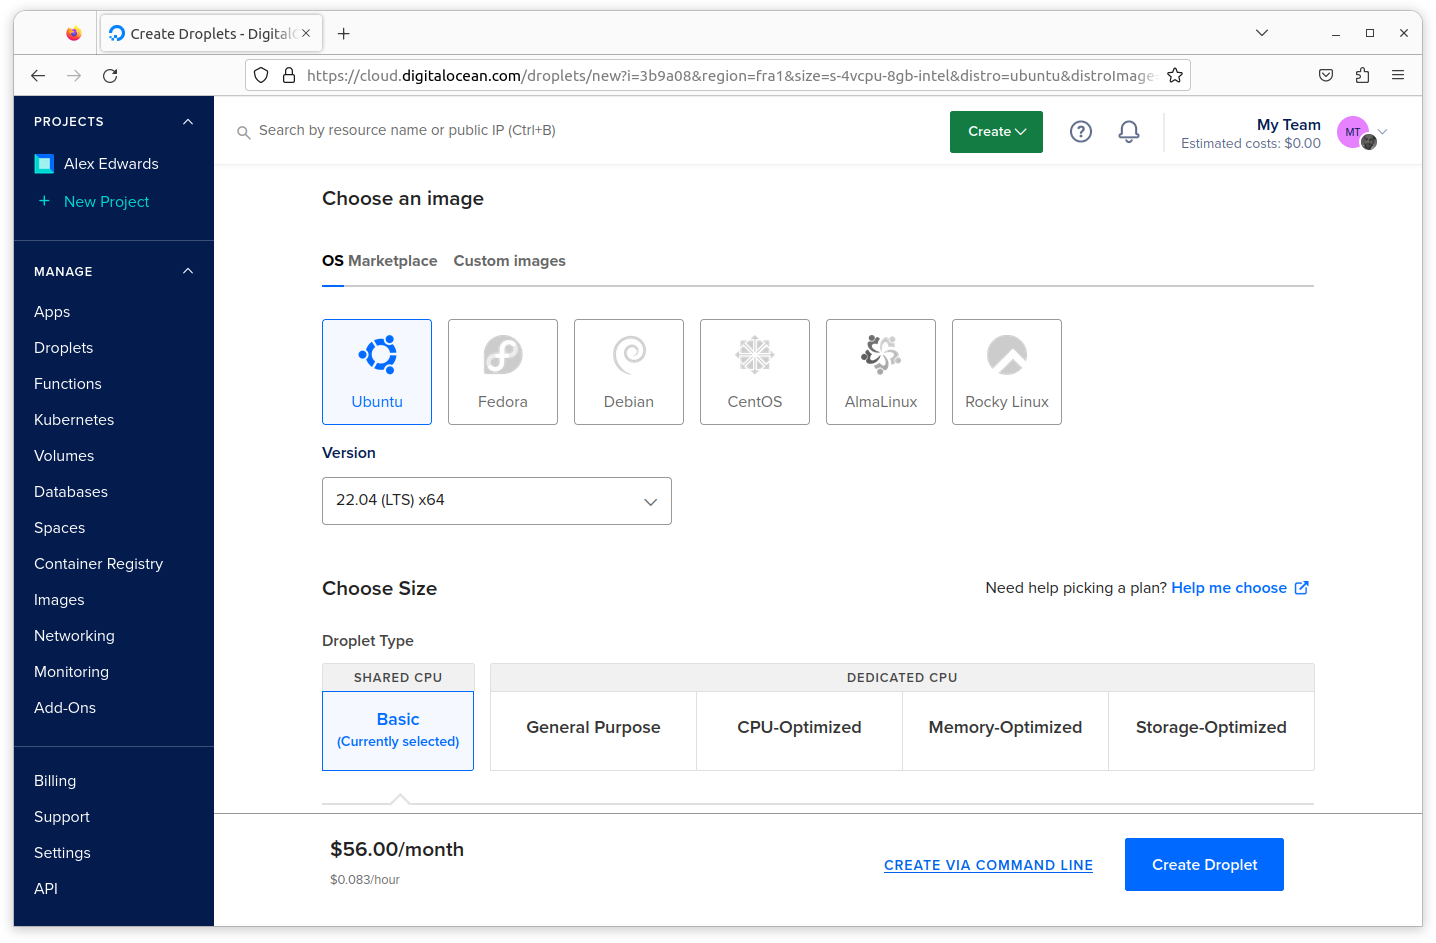 Create Droplets - DigitalO
https://cloud.digitalocean.com/droplets/new?i=3b9a08&region=fra1&size=s-4vcpu-8gb-intel&distro=ubuntu&distroImage=
PROJECTS
Alex Edwards
+ New Project
MANAGE
Apps
Droplets
Functions
Kubernetes
Volumes
Databases
Spaces
Container Registry
Images
Networking
Monitoring
Add-Ons
Billing
Support
Settings
API
Search by resource name or public IP (Ctrl+B)
Create
My Team
Estimated costs: $0.00
MT
Choose an image
OS Marketplace Custom images
Ubuntu Fedora Debian CentOS AlmaLinux Rocky Linux
Version
22.04 (LTS) x64
Choose Size
Need help picking a plan? Help me choose
Droplet Type
SHARED CPU DEDICATED CPU
Basic
(Currently selected)
General Purpose CPU-Optimized Memory-Optimized Storage-Optimized
$56.00/month
$0.083/hour
CREATE VIA COMMAND LINE
Create Droplet